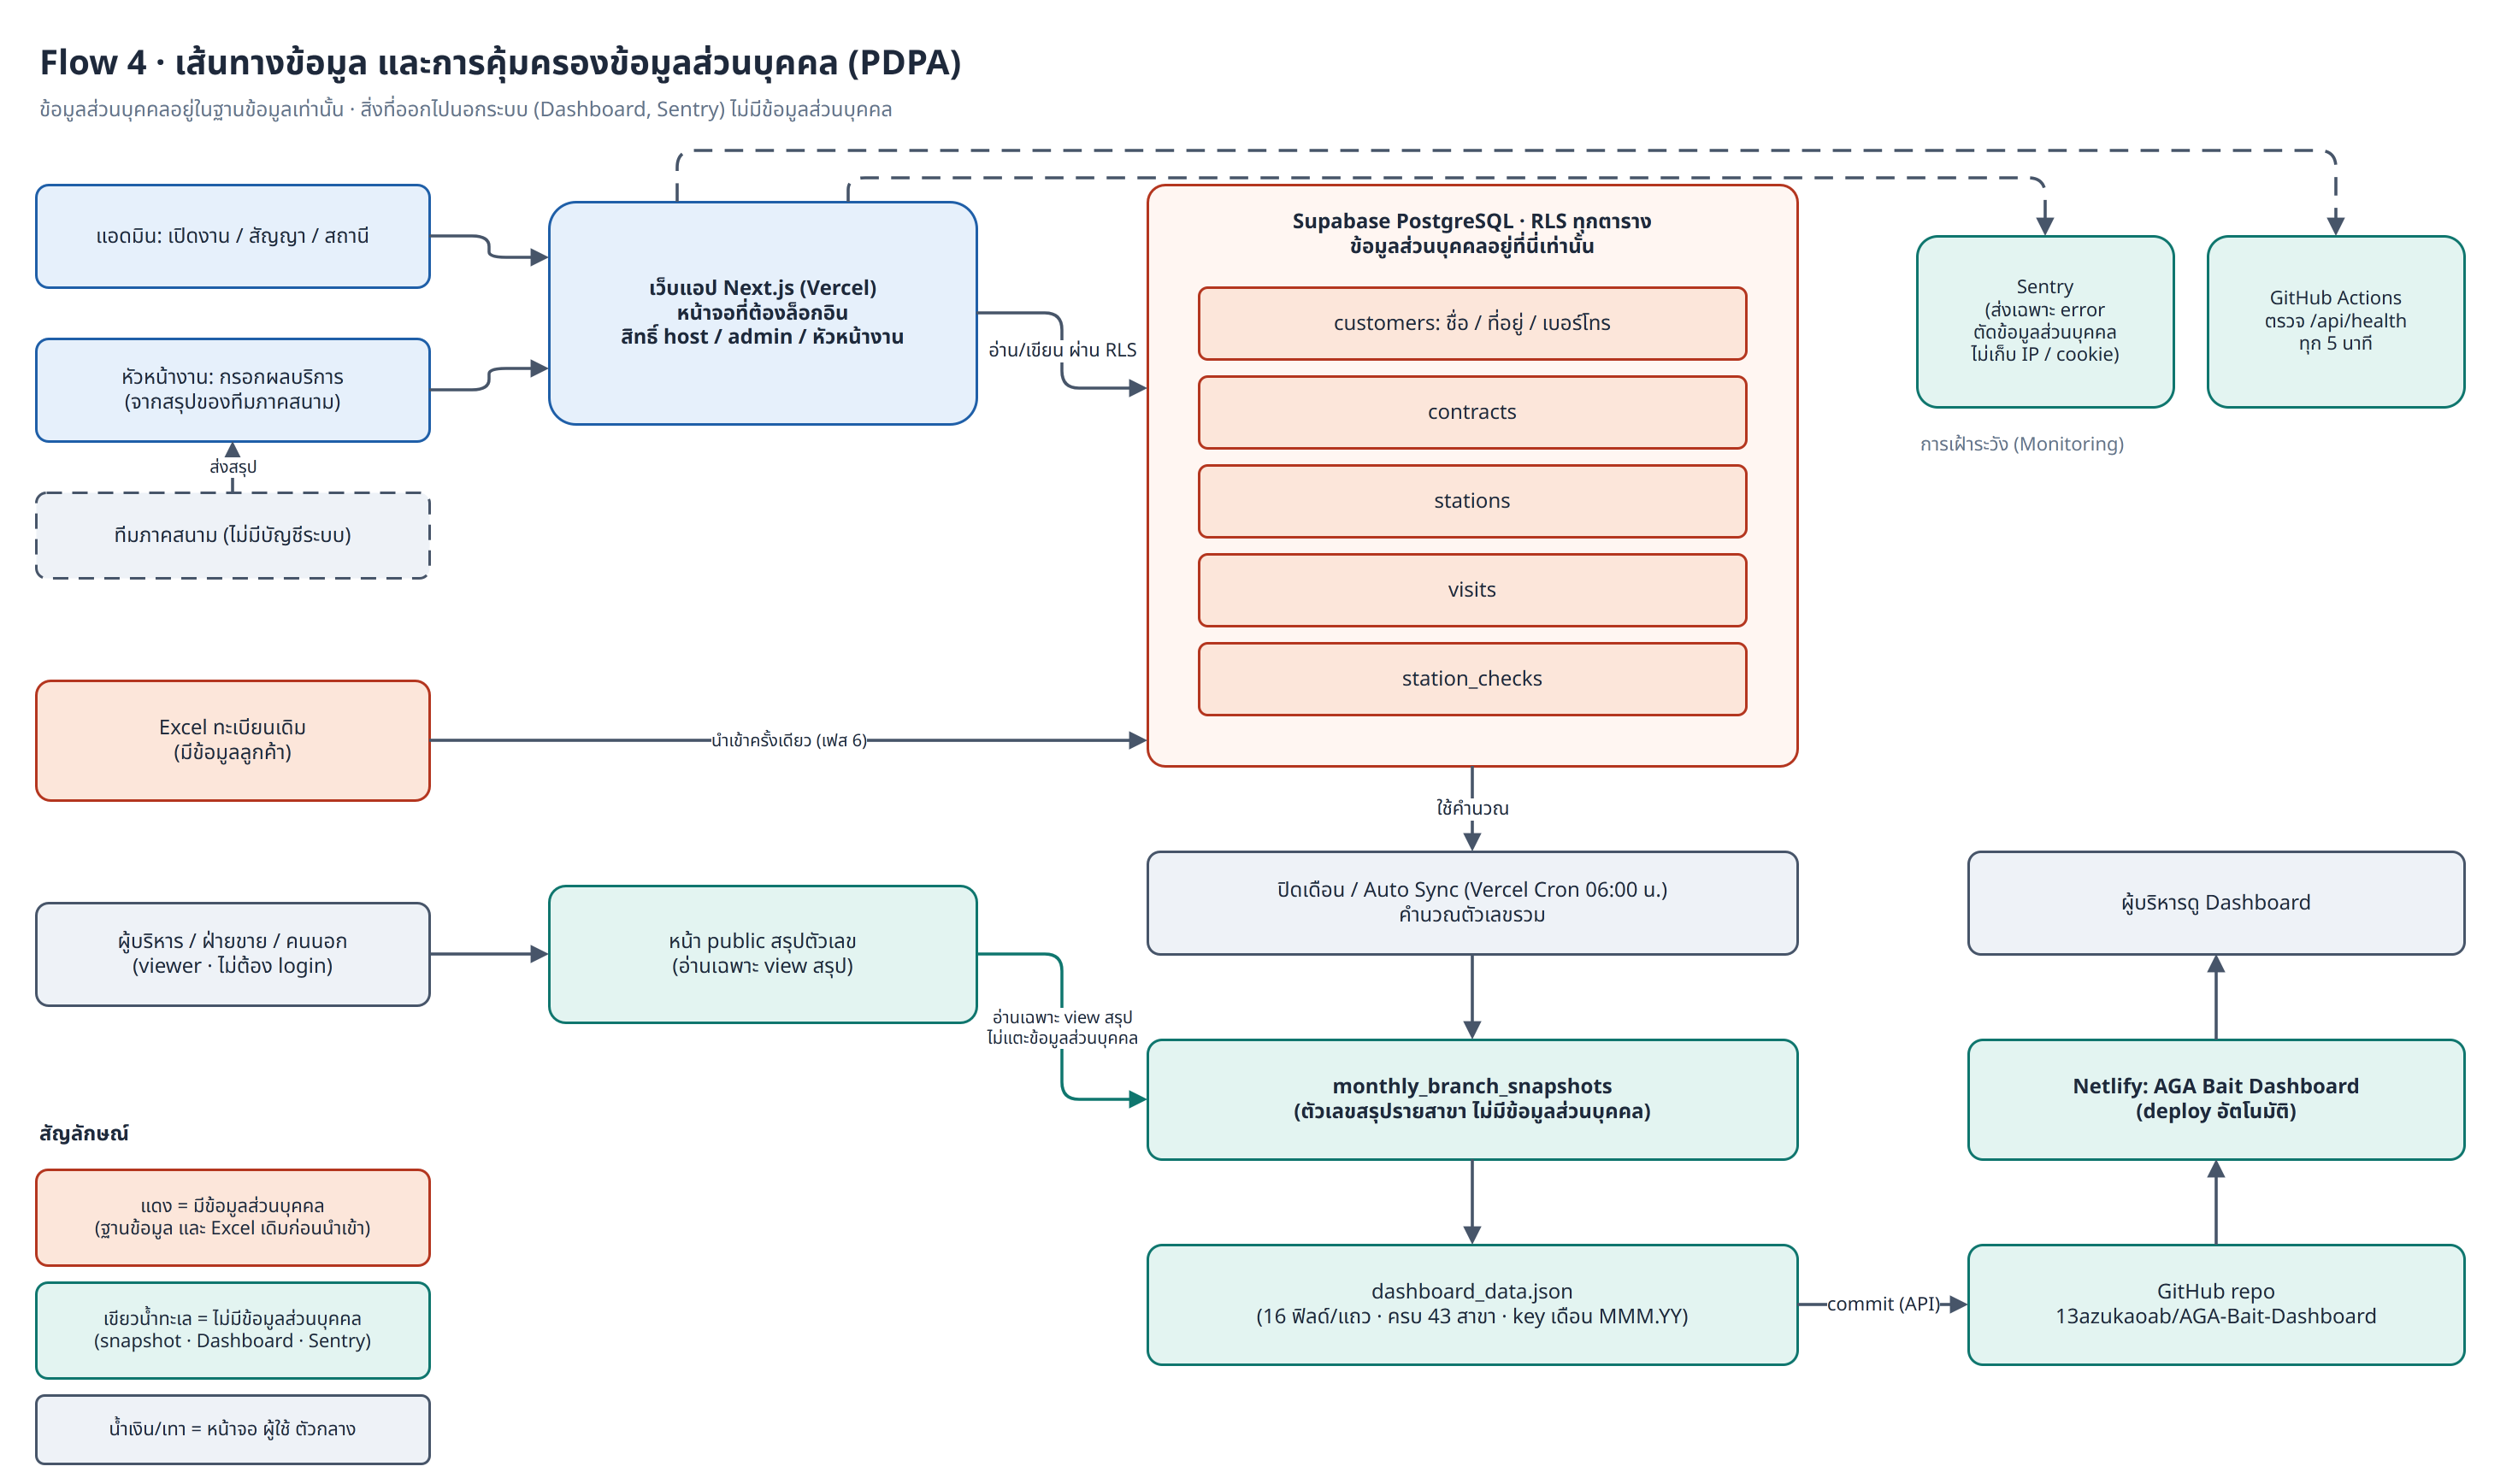 Flow 4 · เส้นทางข้อมูล และการคุ้มครองข้อมูลส่วนบุคคล (PDPA)
ข้อมูลส่วนบุคคลอยู่ในฐานข้อมูลเท่านั้น · สิ่งที่ออกไปนอกระบบ (Dashboard, Sentry) ไม่มีข้อมูลส่วนบุคคล
แอดมิน: เปิดงาน / สัญญา / สถานี
หัวหน้างาน: กรอกผลบริการ
(จากสรุปของทีมภาคสนาม)
ส่งสรุป
ทีมภาคสนาม (ไม่มีบัญชีระบบ)
เว็บแอป Next.js (Vercel)
หน้าจอที่ต้องล็อกอิน
สิทธิ์ host / admin / หัวหน้างาน
อ่าน/เขียน ผ่าน RLS
Supabase PostgreSQL · RLS ทุกตาราง
ข้อมูลส่วนบุคคลอยู่ที่นี่เท่านั้น
customers: ชื่อ / ที่อยู่ / เบอร์โทร
contracts
stations
visits
station_checks
Sentry
(ส่งเฉพาะ error
ตัดข้อมูลส่วนบุคคล
ไม่เก็บ IP / cookie)
GitHub Actions
ตรวจ /api/health
ทุก 5 นาที
การเฝ้าระวัง (Monitoring)
Excel ทะเบียนเดิม
(มีข้อมูลลูกค้า)
นำเข้าครั้งเดียว (เฟส 6)
ใช้คำนวณ
ผู้บริหาร / ฝ่ายขาย / คนนอก
(viewer · ไม่ต้อง login)
หน้า public สรุปตัวเลข
(อ่านเฉพาะ view สรุป)
อ่านเฉพาะ view สรุป
ไม่แตะข้อมูลส่วนบุคคล
ปิดเดือน / Auto Sync (Vercel Cron 06:00 น.)
คำนวณตัวเลขรวม
ผู้บริหารดู Dashboard
monthly_branch_snapshots
(ตัวเลขสรุปรายสาขา ไม่มีข้อมูลส่วนบุคคล)
Netlify: AGA Bait Dashboard
(deploy อัตโนมัติ)
dashboard_data.json
(16 ฟิลด์/แถว · ครบ 43 สาขา · key เดือน MMM.YY)
commit (API)
GitHub repo
13azukaoab/AGA-Bait-Dashboard
สัญลักษณ์
แดง = มีข้อมูลส่วนบุคคล
(ฐานข้อมูล และ Excel เดิมก่อนนำเข้า)
เขียวน้ำทะเล = ไม่มีข้อมูลส่วนบุคคล
(snapshot · Dashboard · Sentry)
น้ำเงิน/เทา = หน้าจอ ผู้ใช้ ตัวกลาง